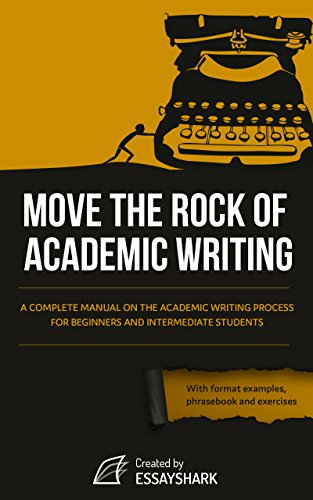 MOVE THE ROCK OF
ACADEMIC WRITING
A COMPLETE MANUAL ON THE ACADEMIC WRITING PROCESS
FOR BEGINNERS AND INTERMEDIATE STUDENTS
With format examples,
phrasebook and exercises
Created by
ESSAYSHARK